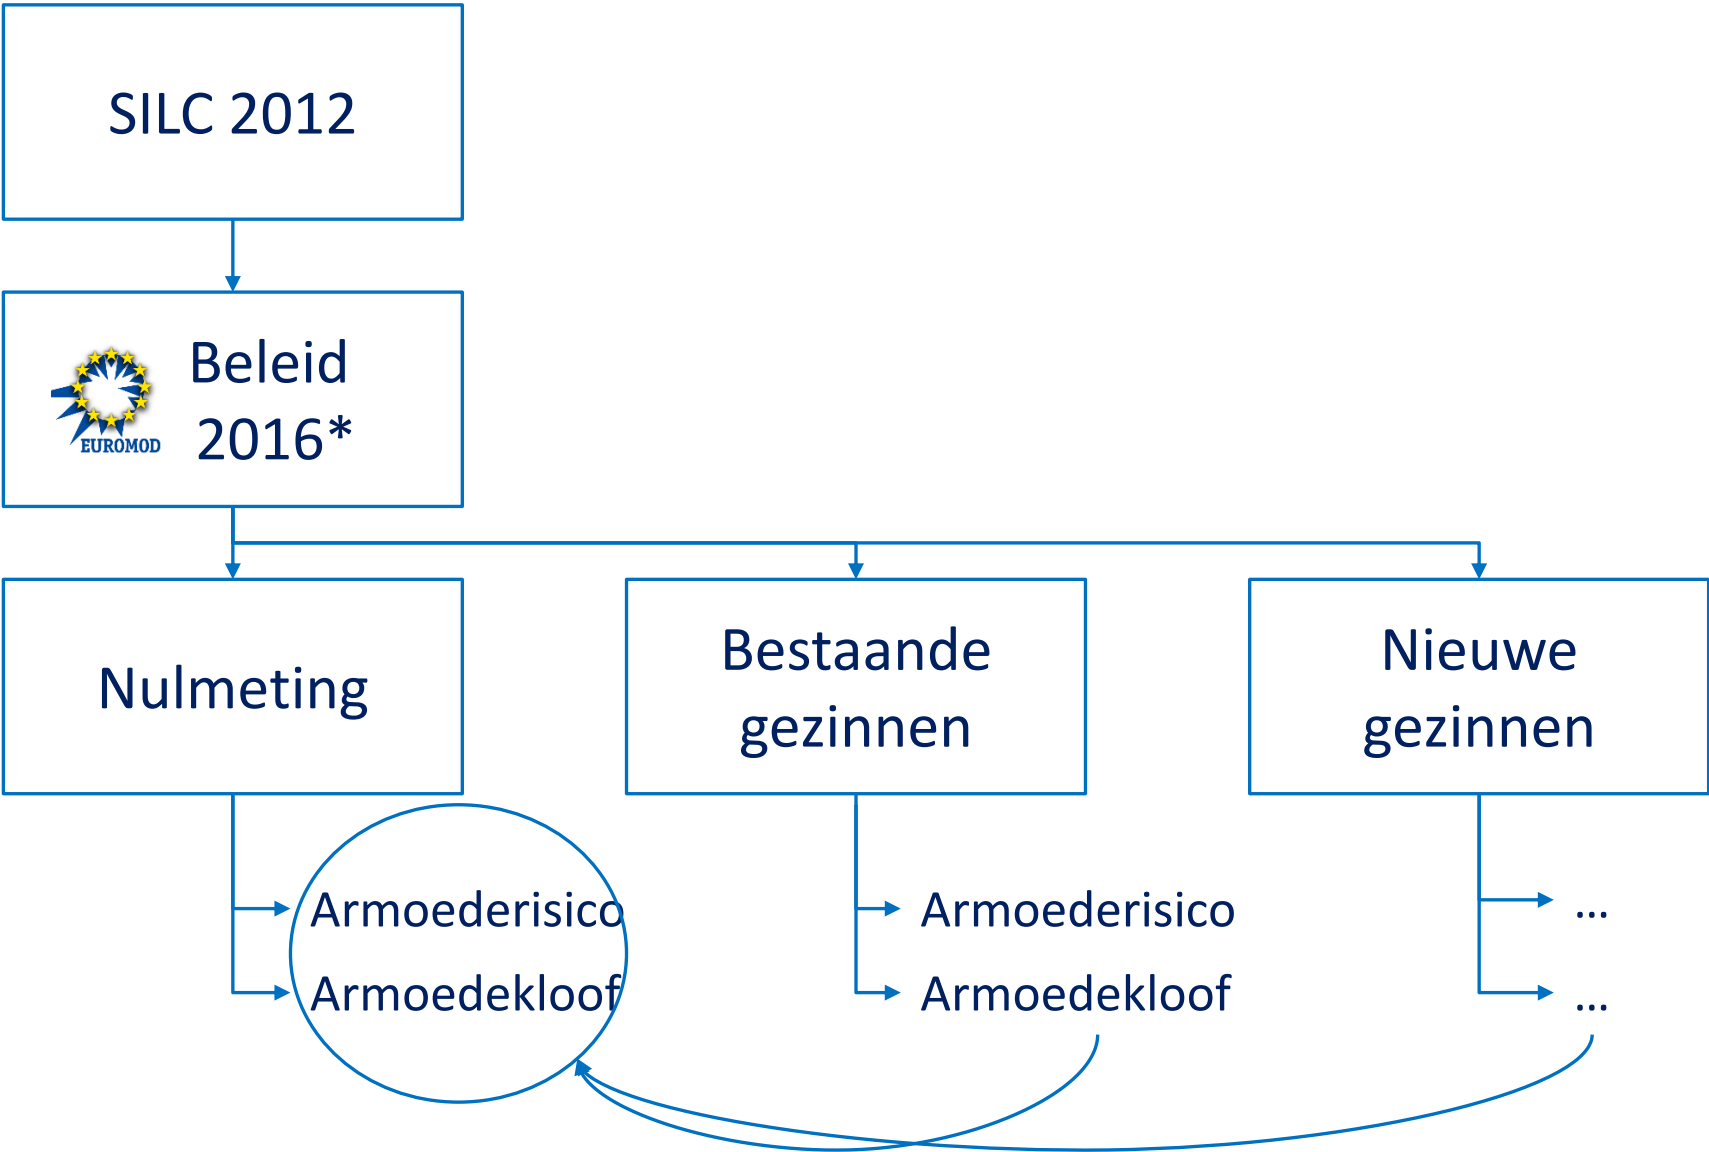 SILC 2012
Beleid
2016*
EUROMOD
Nulmeting
Bestaande
gezinnen
Nieuwe
gezinnen
Armoederisico
Armoedekloof
Armoederisico
Armoedekloof
...
...